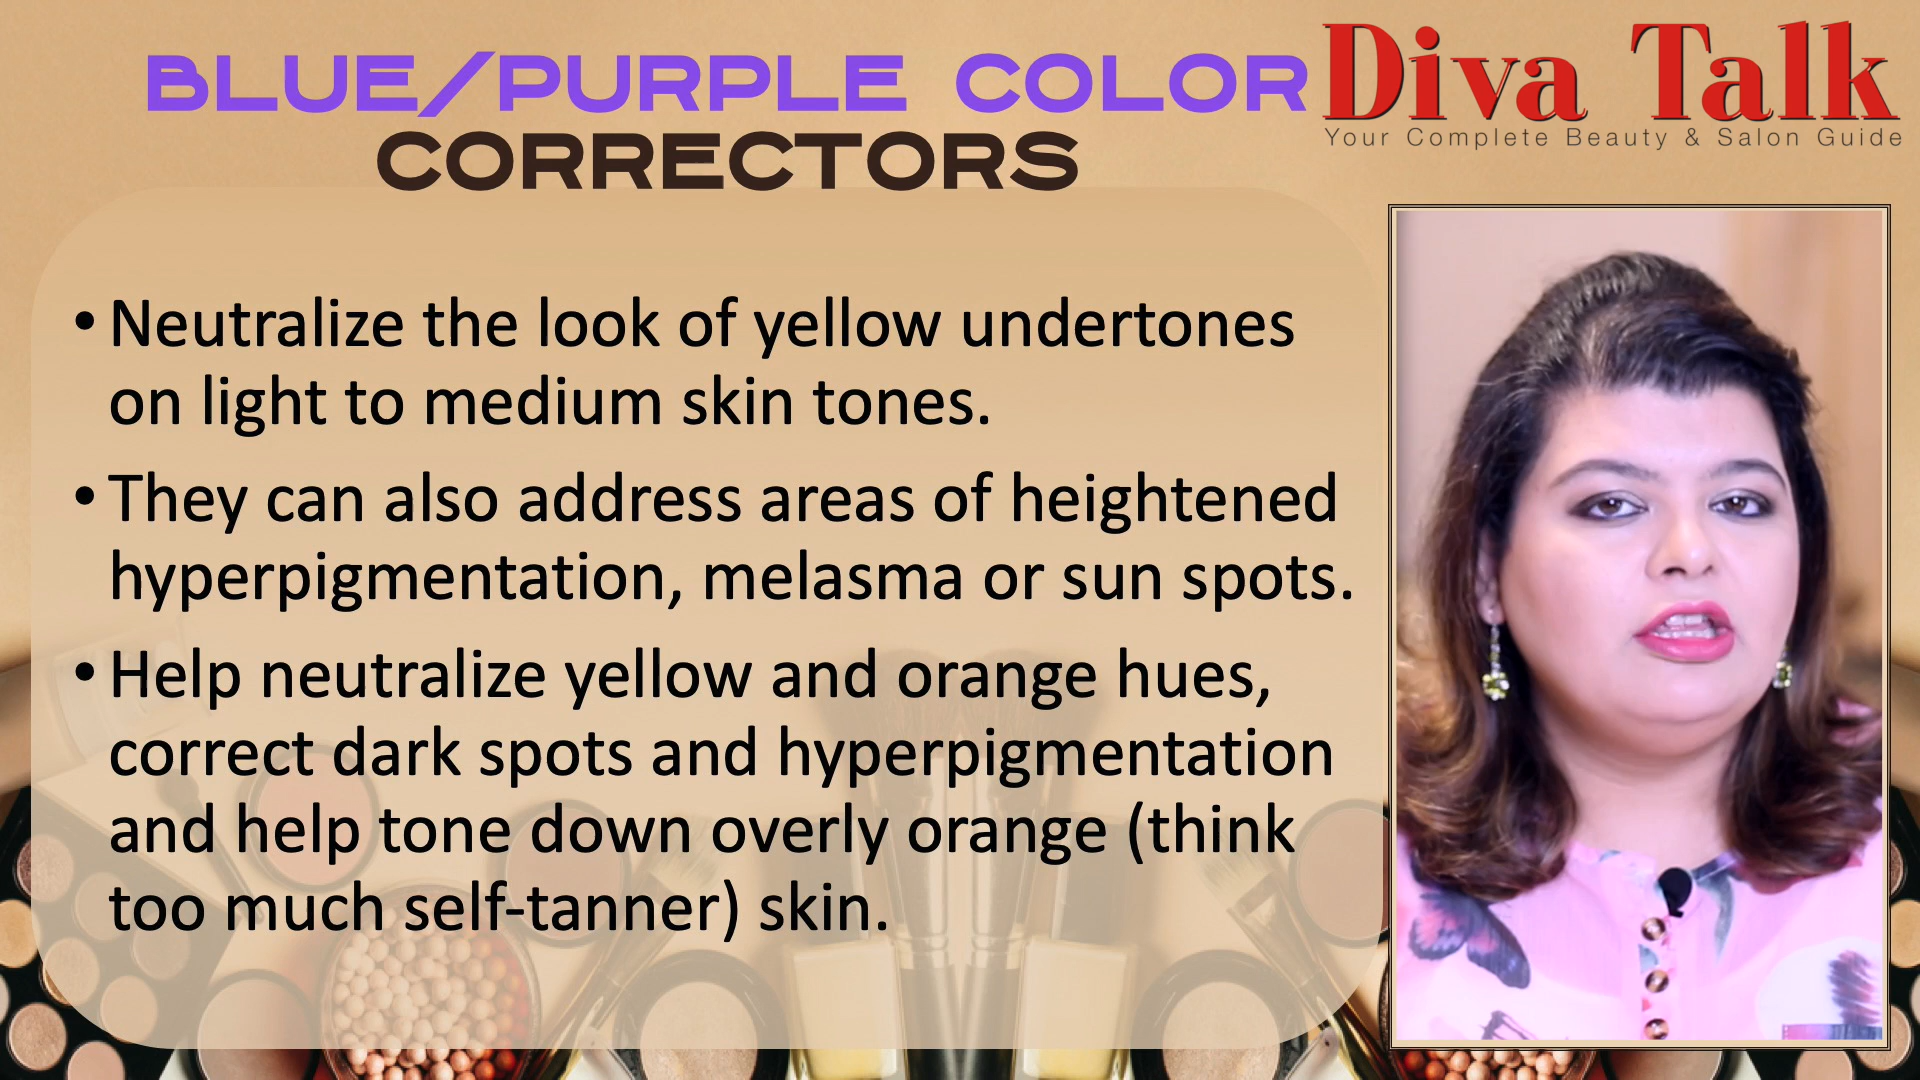 BLUE/PURPLE COLOR
CORRECTORS
Diva Talk
Your Complete Beauty & Salon Guide
• Neutralize the look of yellow undertones
on light to medium skin tones.
• They can also address areas of heightened
hyperpigmentation, melasma or sun spots.
• Help neutralize yellow and orange hues,
correct dark spots and hyperpigmentation
and help tone down overly orange (think
too much self-tanner) skin.